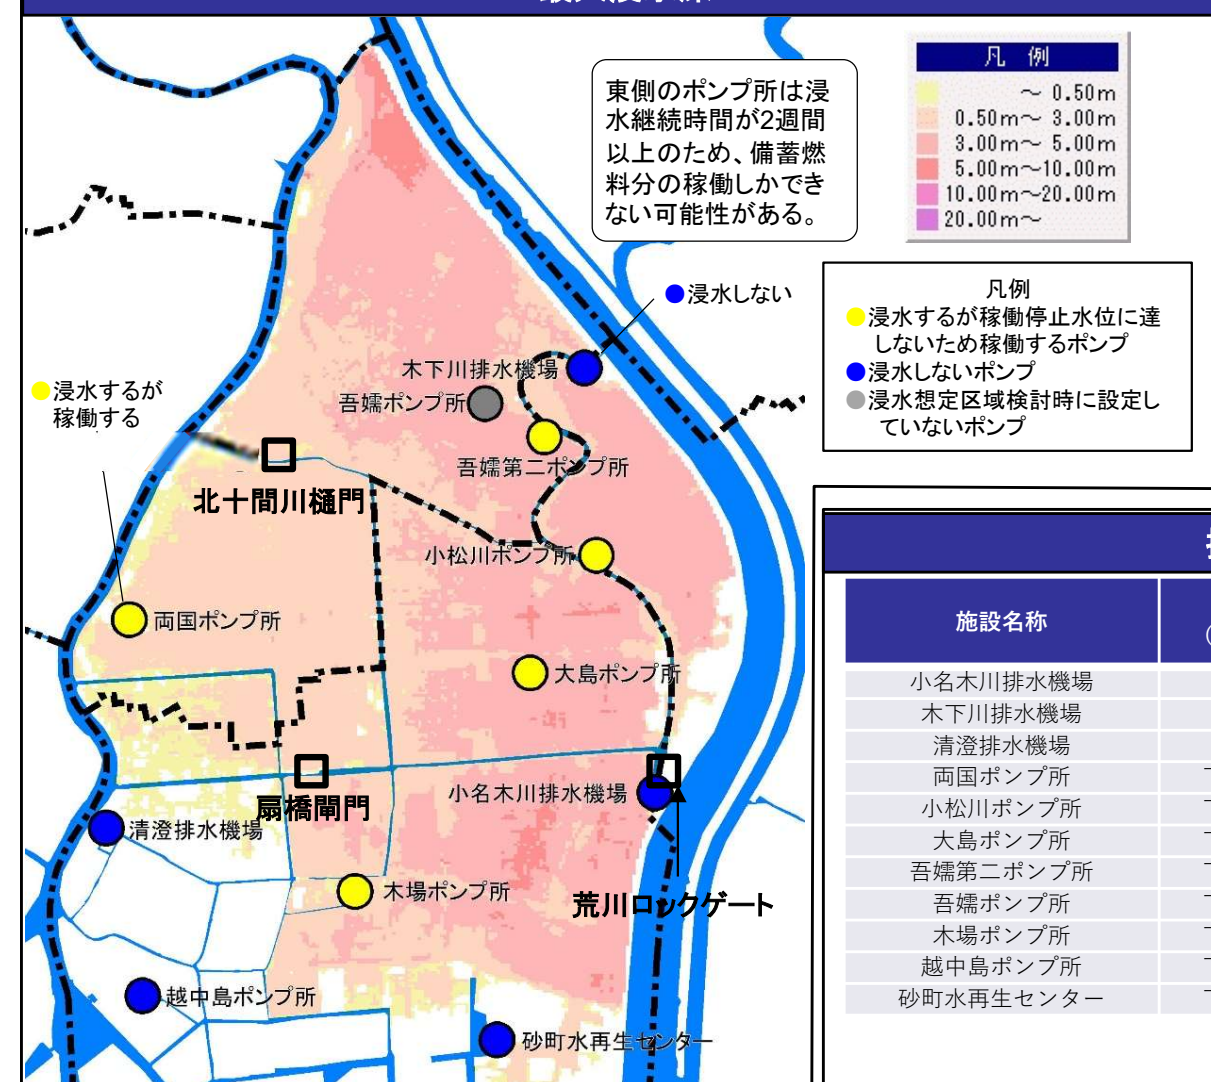 凡 例
～ 0.50m
0.50m～ 3.00m
3.00m～ 5.00m
5.00m～10.00m
10.00m～20.00m
20.00m～
東側のポンプ所は浸
水継続時間が2週間
以上のため、備蓄燃
料分の稼働しかでき
ない可能性がある。
●浸水しない
凡例
●浸水するが稼働停止水位に達
しないため稼働するポンプ
●浸水しないポンプ
●浸水想定区域検討時に設定し
ていないポンプ
●浸水するが
稼働する
木下川排水機場
吾嬬ポンプ所
吾嬬第二ポンプ所
北十間川樋門
小松川ポンプ所
両国ポンプ所
大島ポンプ所
小名木川排水機場
扇橋閘門
清澄排水機場
木場ポンプ所
荒川ロックゲート
越中島ポンプ所
砂町水再生センター
施設名称
小名木川排水機場
木下川排水機場
清澄排水機場
両国ポンプ所
小松川ポンプ所
大島ポンプ所
吾嬬第二ポンプ所
吾嬬ポンプ所
木場ポンプ所
越中島ポンプ所
砂町水再生センター